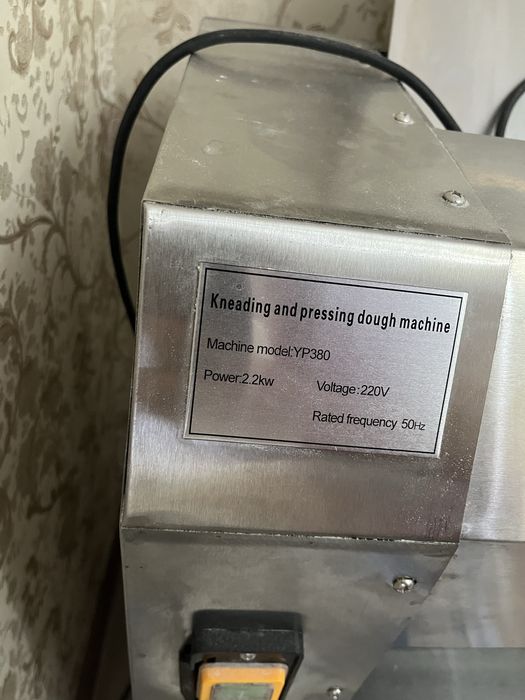 Kneading and pressing dough machine
Machine model:YP380
Power:2.2kw Voltage:220V
Rated frequency 50Hz